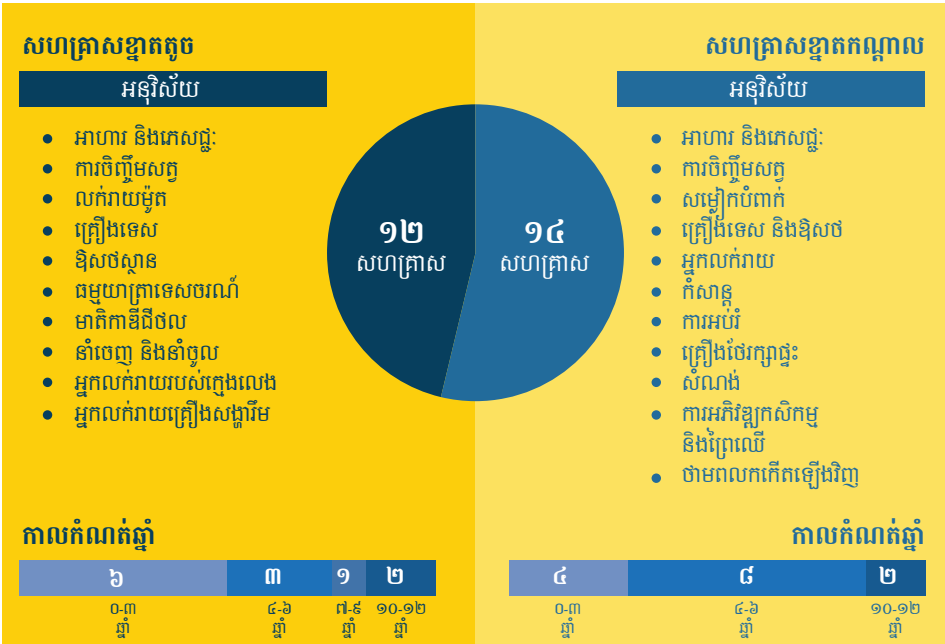 សហគ្រាសខ្នាតតូច
អនុវិស័យ
អាហារ និងភេសជ្ជៈ
ការចិញ្ចឹមសត្វ
លក់រាយម៉ូត
គ្រឿងទេស
ឱសថស្ថាន
ធម្មយាត្រាទេសចរណ៍
មាតិកាឌីជីថល
នាំចេញ និងនាំចូល
អ្នកលក់រាយរបស់ក្មេងលេង
អ្នកលក់រាយគ្រឿងសង្ហារឹម
១២
សហគ្រាស
១៤
សហគ្រាស
សហគ្រាសខ្នាតកណ្តាល
អនុវិស័យ
អាហារ និងភេសជ្ជៈ
ការចិញ្ចឹមសត្វ
សម្លៀកបំពាក់
គ្រឿងទេស និងឱសថ
អ្នកលក់រាយ
កំសាន្ត
ការអប់រំ
គ្រឿងថែរក្សាផ្ទះ
សំណង់
ការអភិវឌ្ឍកសិកម្ម
និងព្រៃឈើ
ថាមពលកកើតឡើងវិញ
កាលកំណត់ឆ្នាំ
៦ ៣ ១ ២
0-៣ ៤-៦ ៧-៩ ១០-១២
ឆ្នាំ ឆ្នាំ ឆ្នាំ ឆ្នាំ
កាលកំណត់ឆ្នាំ
៤ ៨ ២
0-៣ ៤-៦ ១០-១២
ឆ្នាំ ឆ្នាំ ឆ្នាំ